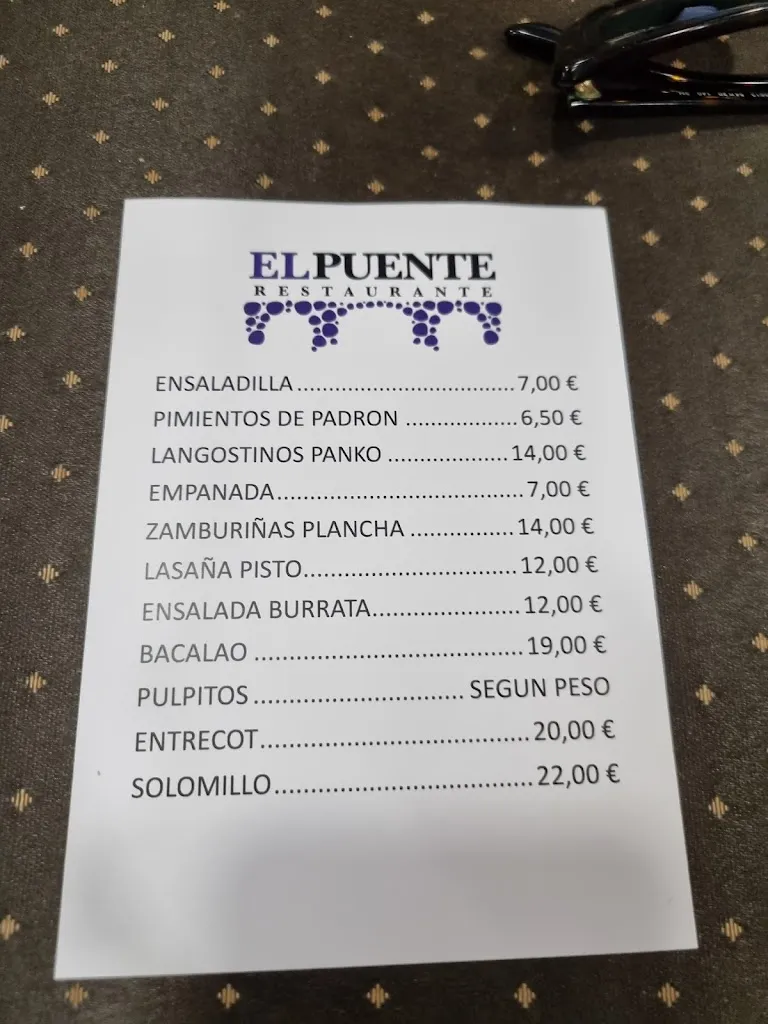 ELPUENTE
RESTAURANTE
ENSALADILLA..................................7,00 €
PIMIENTOS DE PADRON ..................6,50 €
LANGOSTINOS PANKO ...................14,00 €
EMPANADA.......................................7,00 €
ZAMBURIÑAS PLANCHA ................14,00 €
LASAÑA PISTO.................................12,00 €
ENSALADA BURRATA......................12,00 €
BACALAO ........................................19,00 €
PULPITOS ............................... SEGUN PESO
ENTRECOT.......................................20,00 €
SOLOMILLO.....................................22,00 €